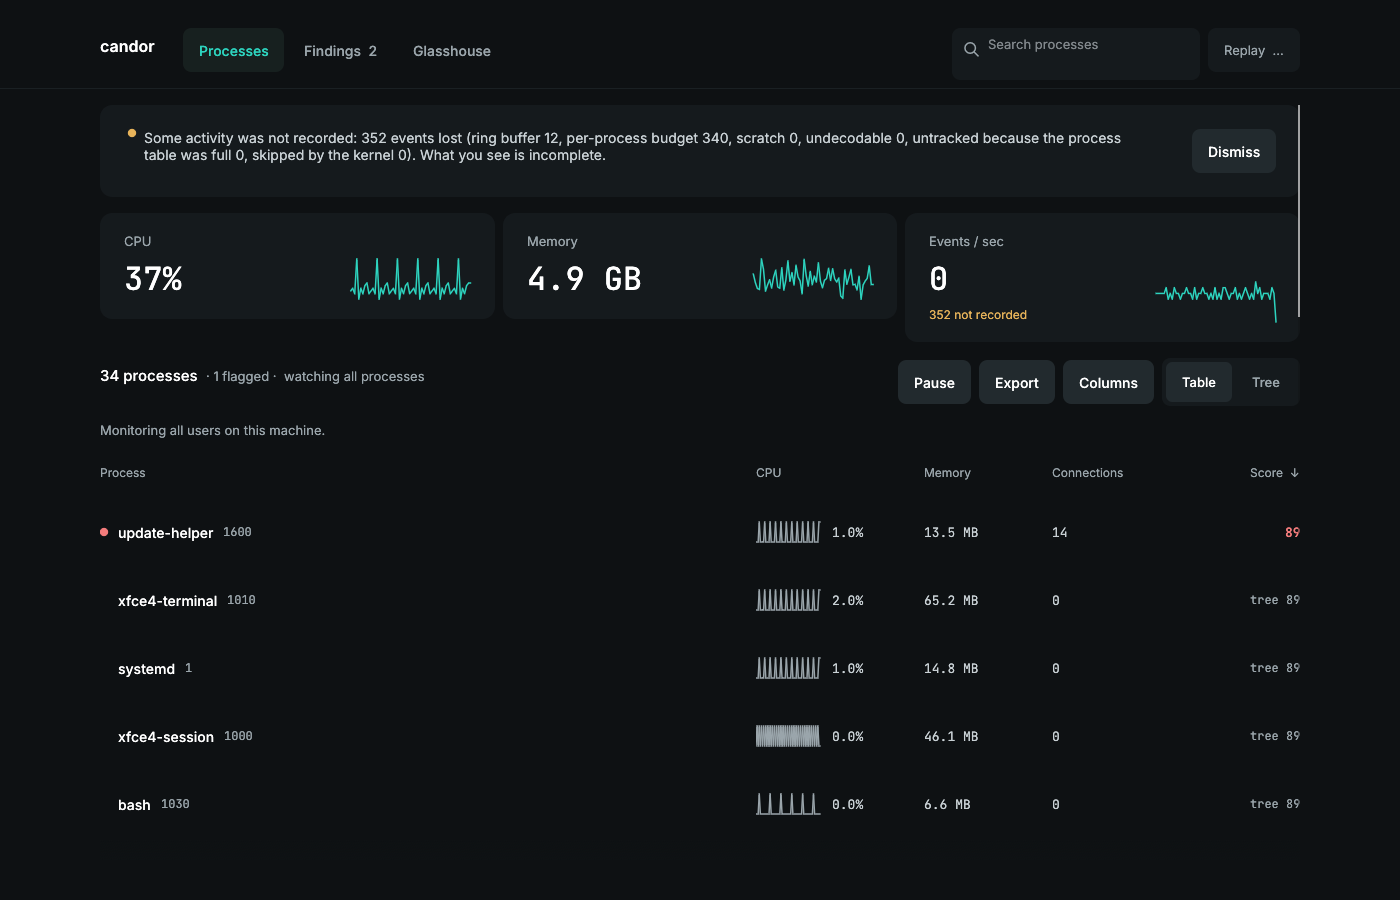 candor
Processes
Findings 2
Glasshouse
Search processes
Replay ...
Some activity was not recorded: 352 events lost (ring buffer 12, per-process budget 340, scratch 0, undecodable 0, untracked because the process
table was full 0, skipped by the kernel 0). What you see is incomplete.
Dismiss
CPU
37%
Memory
4.9 GB
Events / sec
0
352 not recorded
34 processes · 1 flagged · watching all processes
Pause
Export
Columns
Table
Tree
Monitoring all users on this machine.
Process CPU Memory Connections Score ↓
update-helper 1600 1.0% 13.5 MB 14 89
xfce4-terminal 1010 2.0% 65.2 MB 0 tree 89
systemd 1 1.0% 14.8 MB 0 tree 89
xfce4-session 1000 0.0% 46.1 MB 0 tree 89
bash 1030 0.0% 6.6 MB 0 tree 89